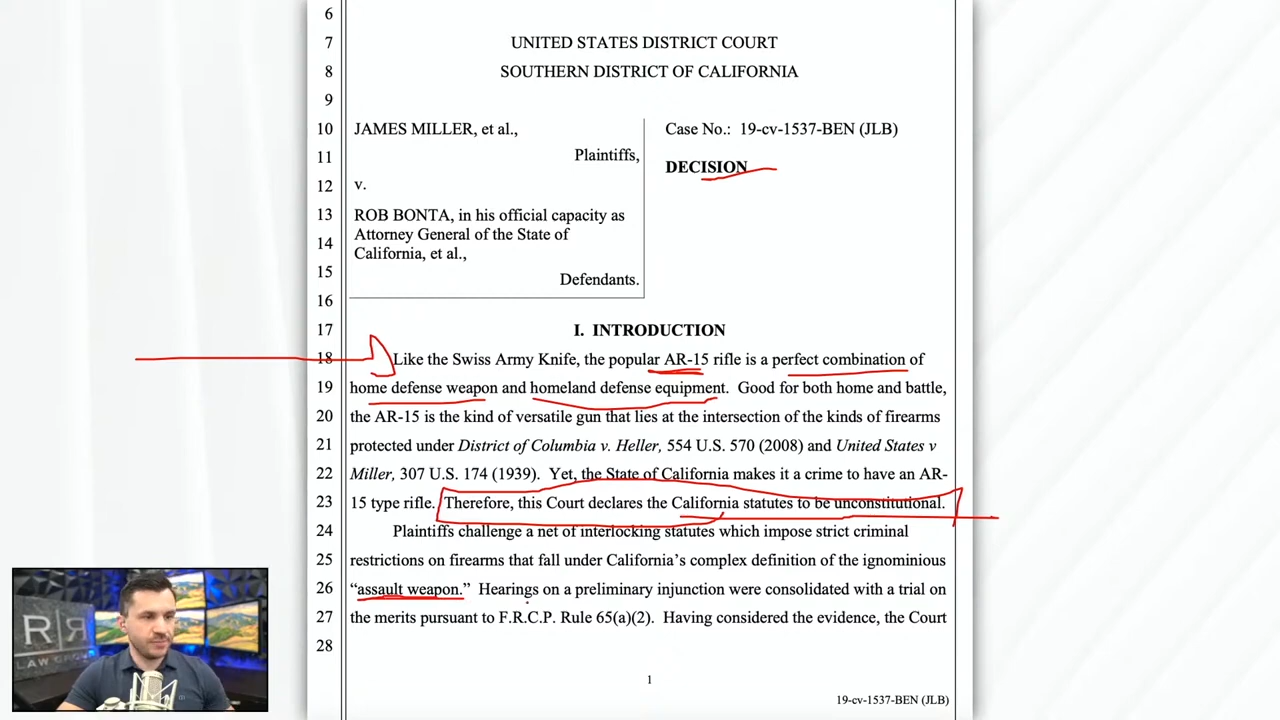 6
7 UNITED STATES DISTRICT COURT
8 SOUTHERN DISTRICT OF CALIFORNIA
9
10 JAMES MILLER, et al., Case No.: 19-cv-1537-BEN (JLB)
11 Plaintiffs,
DECISION
12 v.
13 ROB BONTA, in his official capacity as
14 Attorney General of the State of
California, et al.,
15 Defendants.
16
17 I. INTRODUCTION
18 Like the Swiss Army Knife, the popular AR-15 rifle is a perfect combination of
19 home defense weapon and homeland defense equipment. Good for both home and battle,
20 the AR-15 is the kind of versatile gun that lies at the intersection of the kinds of firearms
21 protected under District of Columbia v. Heller, 554 U.S. 570 (2008) and United States v
22 Miller, 307 U.S. 174 (1939). Yet, the State of California makes it a crime to have an AR-
23 15 type rifle. Therefore, this Court declares the California statutes to be unconstitutional.
24 Plaintiffs challenge a net of interlocking statutes which impose strict criminal
25 restrictions on firearms that fall under California's complex definition of the ignominious
26 “assault weapon.” Hearings on a preliminary injunction were consolidated with a trial on
27 the merits pursuant to F.R.C.P. Rule 65(a)(2). Having considered the evidence, the Court
28
1
19-cv-1537-BEN (JLB)
R R
LAW GROUP